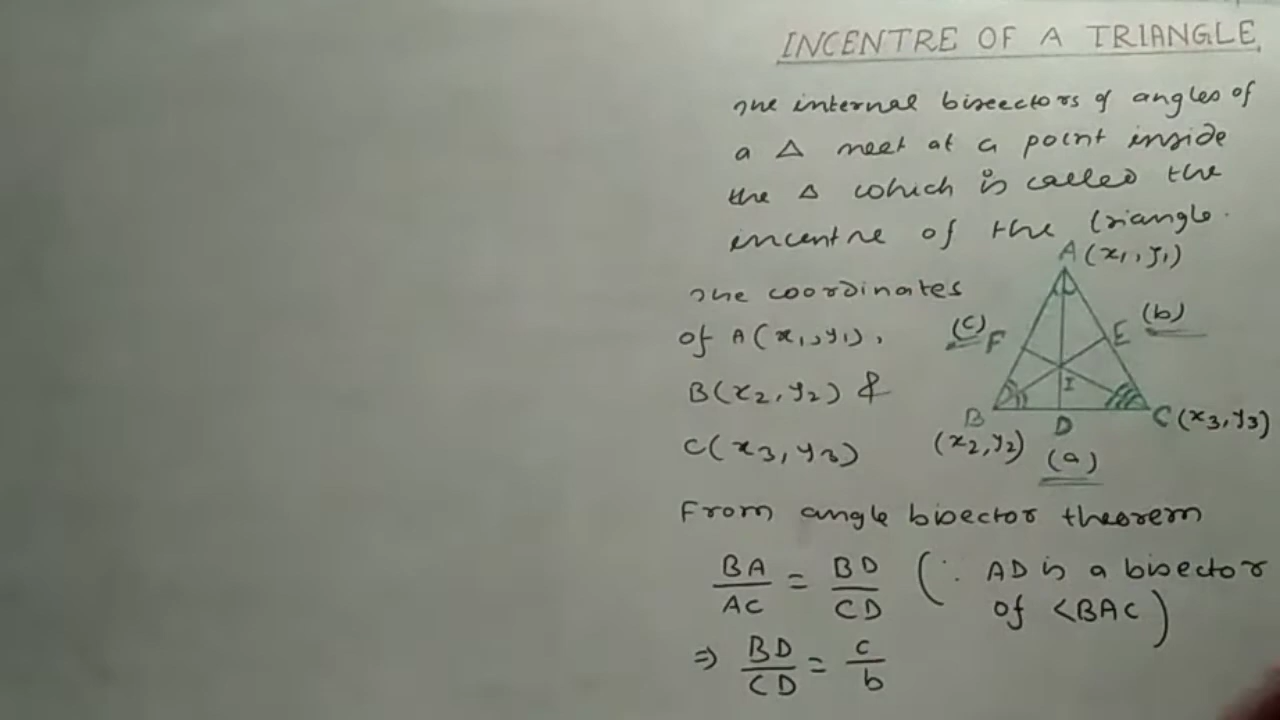 INCENTRE OF A TRIANGLE
The internal bisectors of angles of
a Δ meet at a point inside
the Δ which is called the
incentre of the triangle.
A (x₁, y₁)
The coordinates
of A(x₁, y₁),
B(x₂, y₂) &
C(x₃, y₃)
(c) F E (b)
I
B D C (x₃, y₃)
(x₂, y₂) (a)
From angle bisector theorem
BA/AC = BD/CD (∵ AD is a bisector
of <BAC)
⇒ BD/CD = c/b